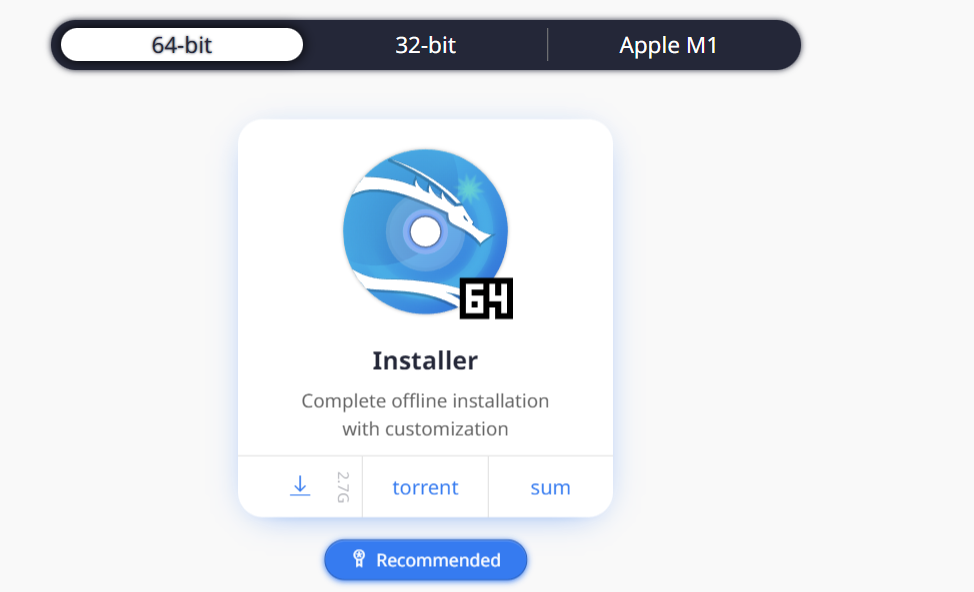 64-bit
32-bit
Apple M1
64
Installer
Complete offline installation
with customization
2.7G
torrent
sum
Recommended